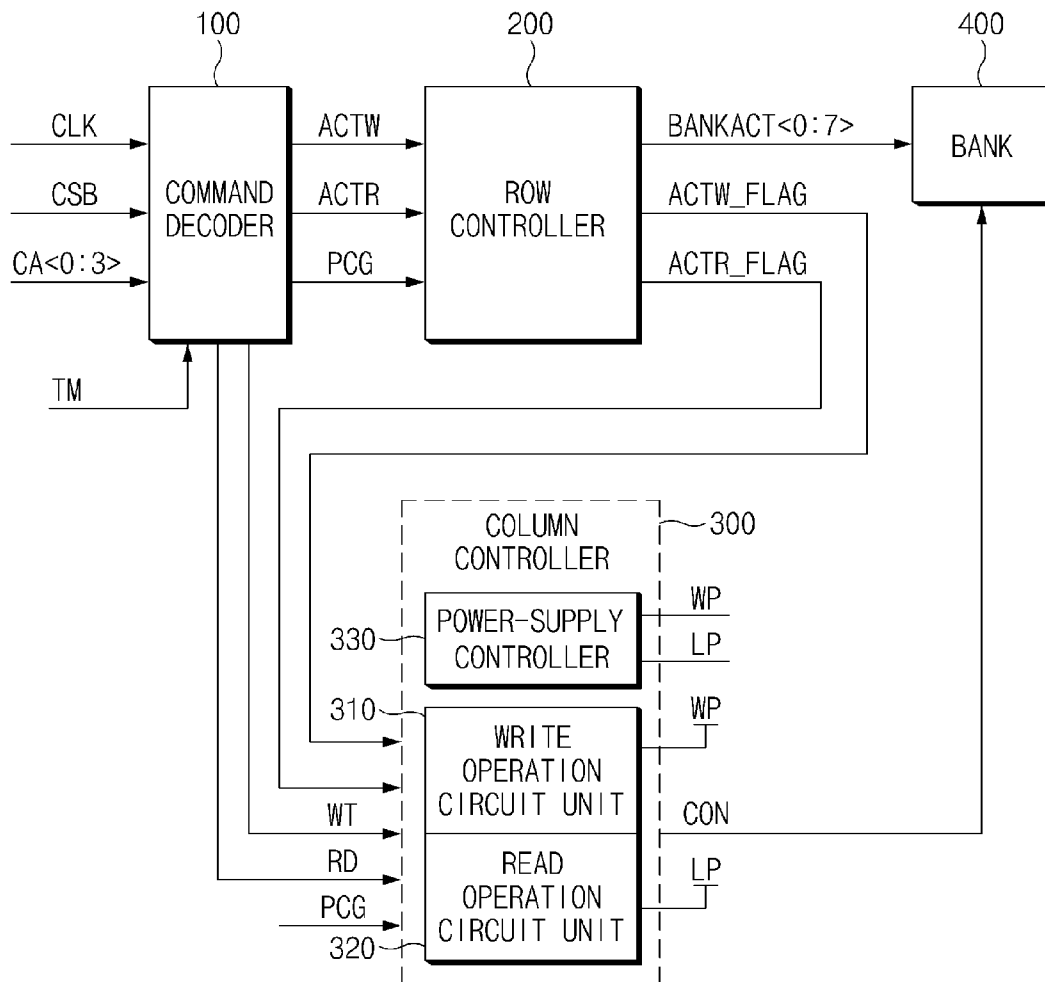 100
200
400
CLK
ACTW
BANKACT<0:7>
BANK
CSB
COMMAND
DECODER
ACTR
ROW
CONTROLLER
ACTW_FLAG
CA<0:3>
PCG
ACTR_FLAG
TM
COLUMN
CONTROLLER
300
330
POWER-SUPPLY
CONTROLLER
WP
LP
310
WRITE
OPERATION
CIRCUIT UNIT
WP
WT
CON
RD
READ
OPERATION
CIRCUIT UNIT
LP
PCG
320